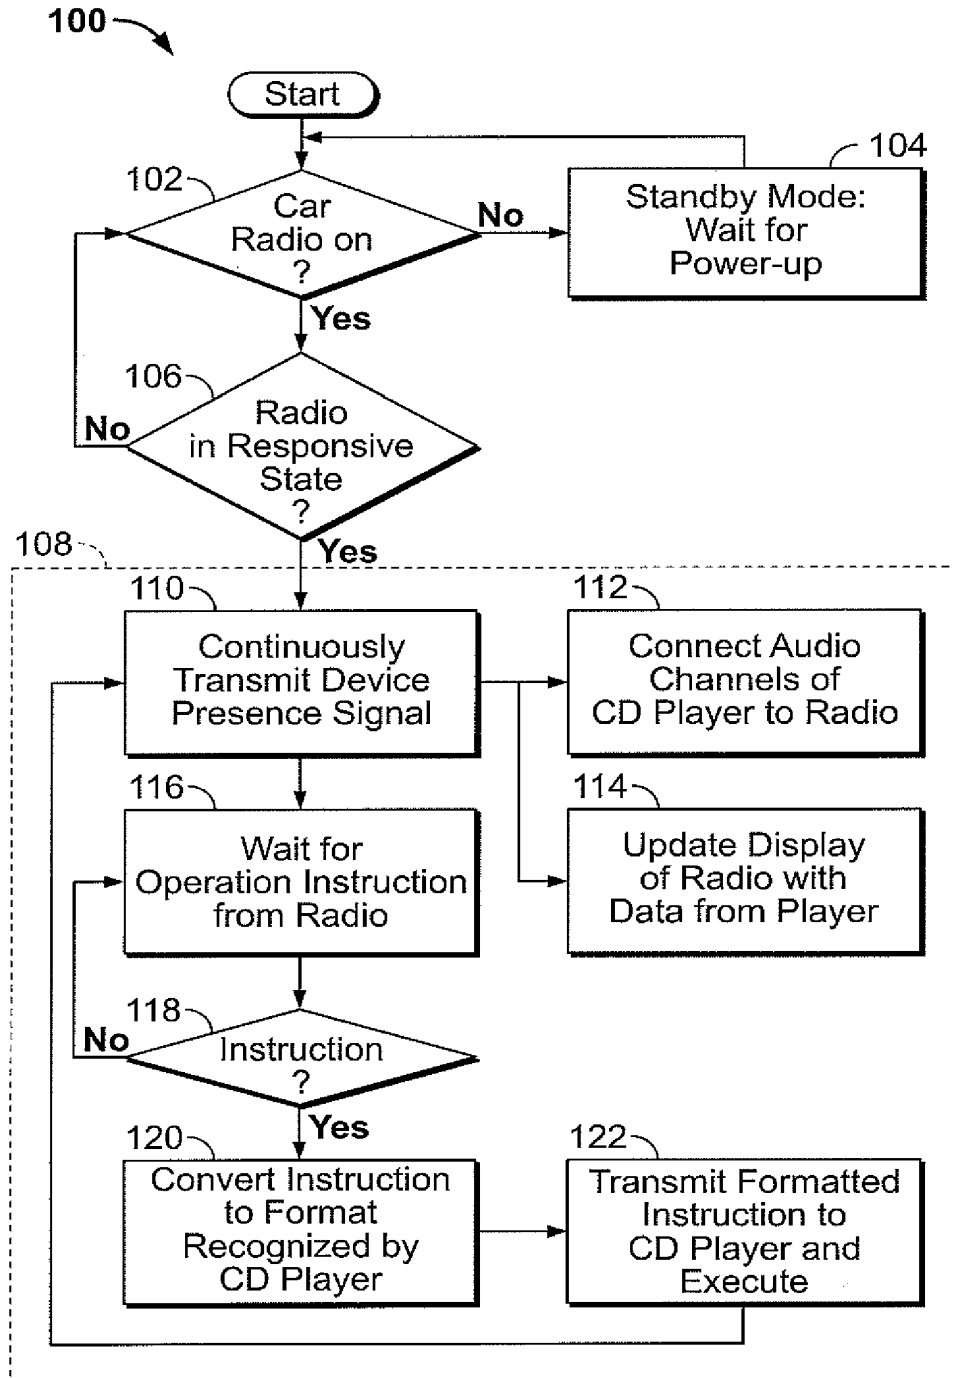 100
Start
102
Car
Radio on
?
No
104
Standby Mode:
Wait for
Power-up
Yes
106
Radio
in Responsive
State
?
No
Yes
108
110
Continuously
Transmit Device
Presence Signal
112
Connect Audio
Channels of
CD Player to Radio
116
Wait for
Operation Instruction
from Radio
114
Update Display
of Radio with
Data from Player
118
Instruction
?
No
Yes
120
Convert Instruction
to Format
Recognized by
CD Player
122
Transmit Formatted
Instruction to
CD Player and
Execute